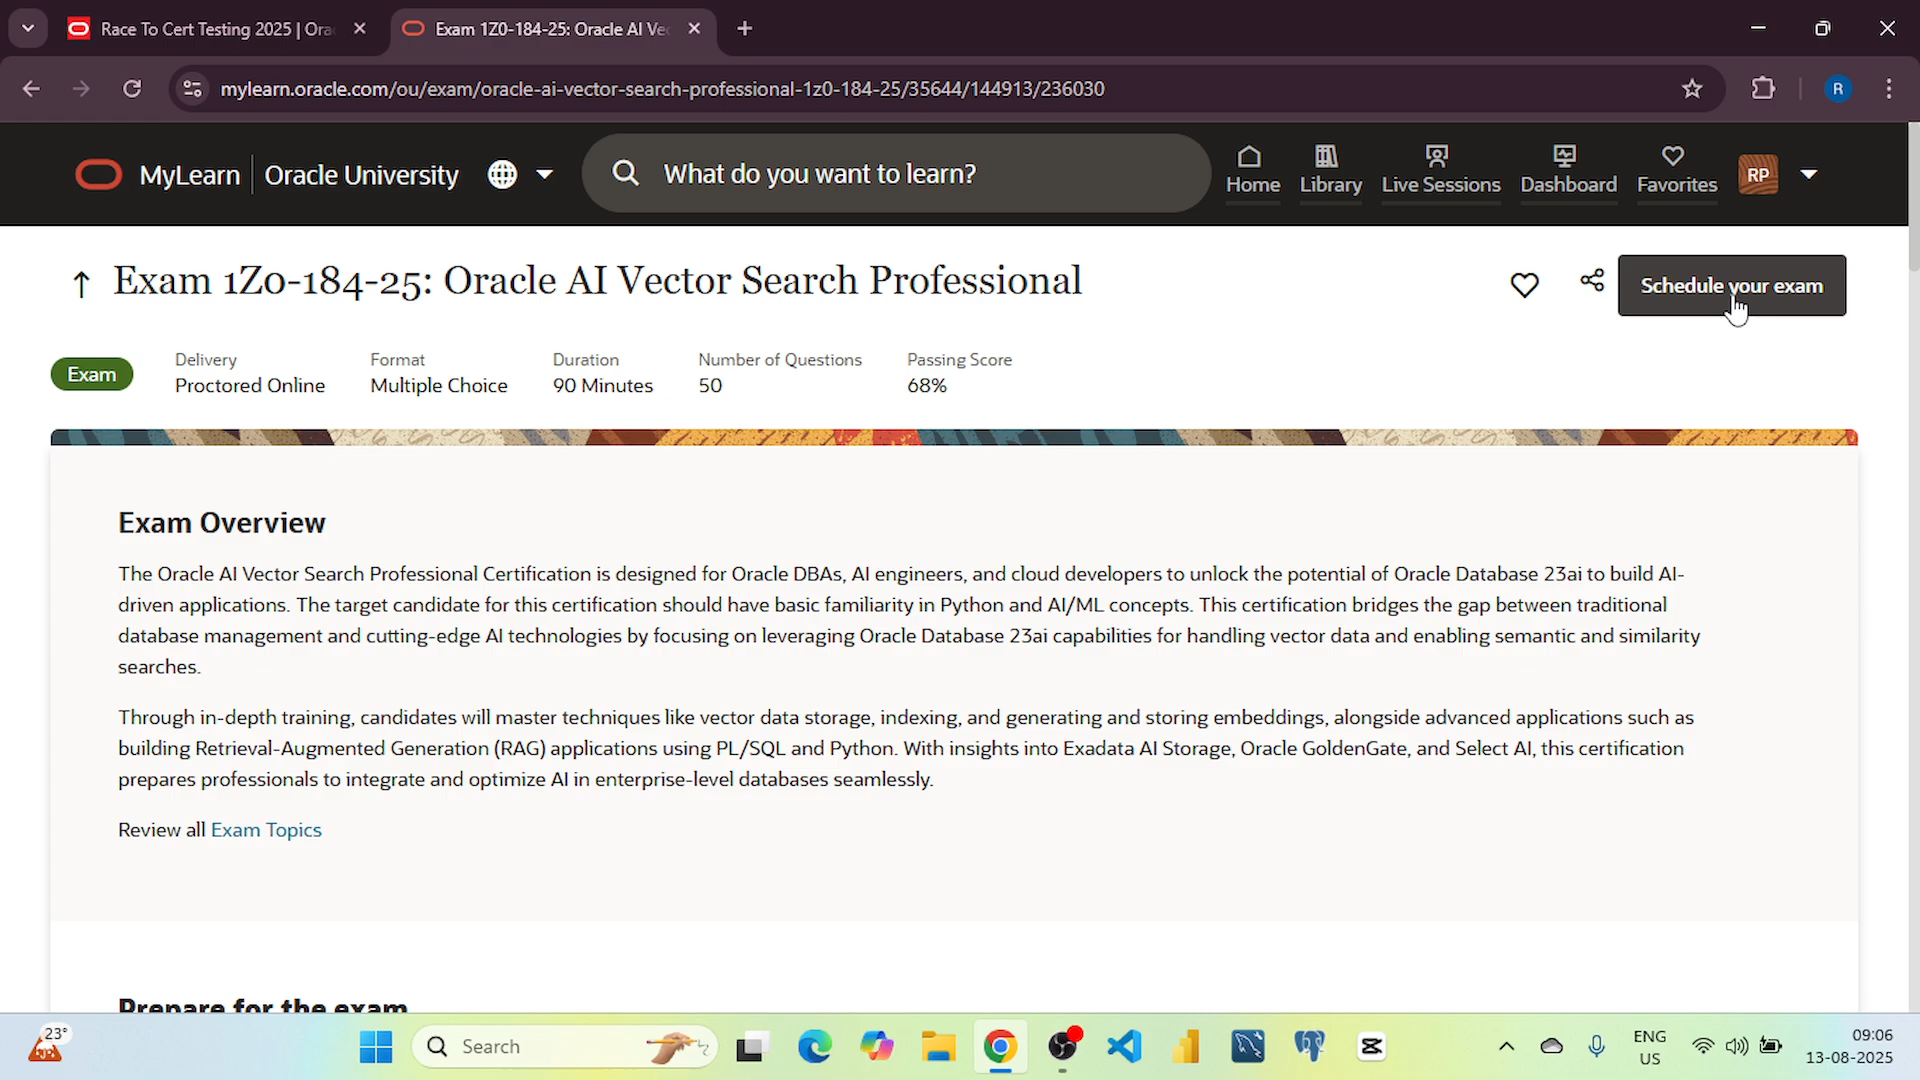 Race To Cert Testing 2025 | Ora
Exam 1Z0-184-25: Oracle AI Vec
mylearn.oracle.com/ou/exam/oracle-ai-vector-search-professional-1z0-184-25/35644/144913/236030
R
MyLearn
Oracle University
What do you want to learn?
Home
Library
Live Sessions
Dashboard
Favorites
RP
Exam 1Z0-184-25: Oracle AI Vector Search Professional
Schedule your exam
Exam
Delivery
Proctored Online
Format
Multiple Choice
Duration
90 Minutes
Number of Questions
50
Passing Score
68%
Exam Overview
The Oracle AI Vector Search Professional Certification is designed for Oracle DBAs, AI engineers, and cloud developers to unlock the potential of Oracle Database 23ai to build AI-
driven applications. The target candidate for this certification should have basic familiarity in Python and AI/ML concepts. This certification bridges the gap between traditional
database management and cutting-edge AI technologies by focusing on leveraging Oracle Database 23ai capabilities for handling vector data and enabling semantic and similarity
searches.
Through in-depth training, candidates will master techniques like vector data storage, indexing, and generating and storing embeddings, alongside advanced applications such as
building Retrieval-Augmented Generation (RAG) applications using PL/SQL and Python. With insights into Exadata AI Storage, Oracle GoldenGate, and Select AI, this certification
prepares professionals to integrate and optimize AI in enterprise-level databases seamlessly.
Review all Exam Topics
Prepare for the exam
23°
Search
ENG
US
09:06
13-08-2025